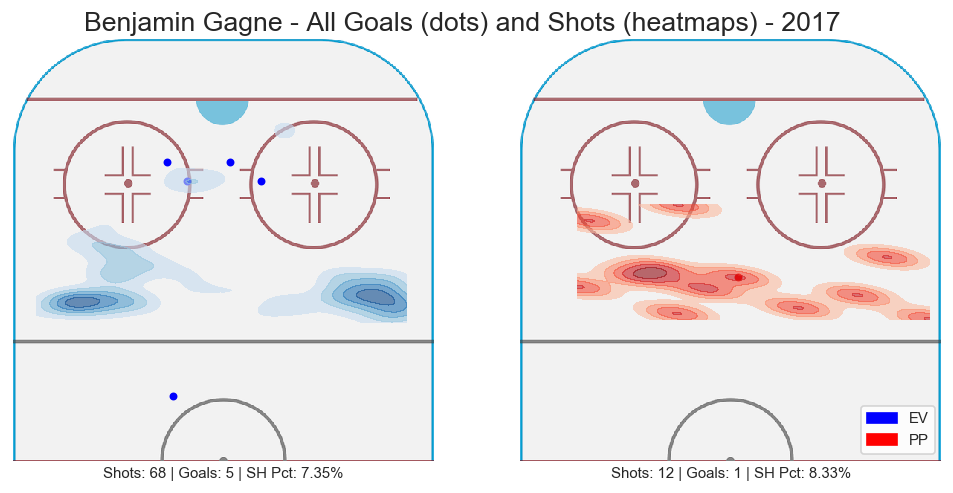 Benjamin Gagne - All Goals (dots) and Shots (heatmaps) - 2017
EV
PP
Shots: 68 | Goals: 5 | SH Pct: 7.35%
Shots: 12 | Goals: 1 | SH Pct: 8.33%